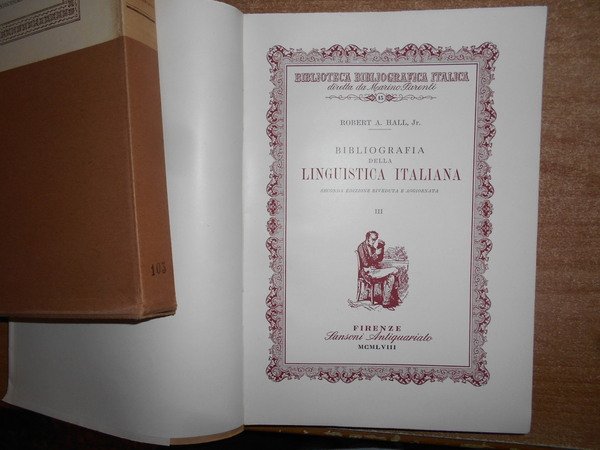 BIBLIOTECA BIBLIOGRAFICA ITALICA
diretta da Marino Parenti
15
ROBERT A. HALL, Jr.
BIBLIOGRAFIA
DELLA
LINGUISTICA ITALIANA
SECONDA EDIZIONE RIVEDUTA E AGGIORNATA
III
FIRENZE
Sansoni Antiquariato
MCMLVIII
103